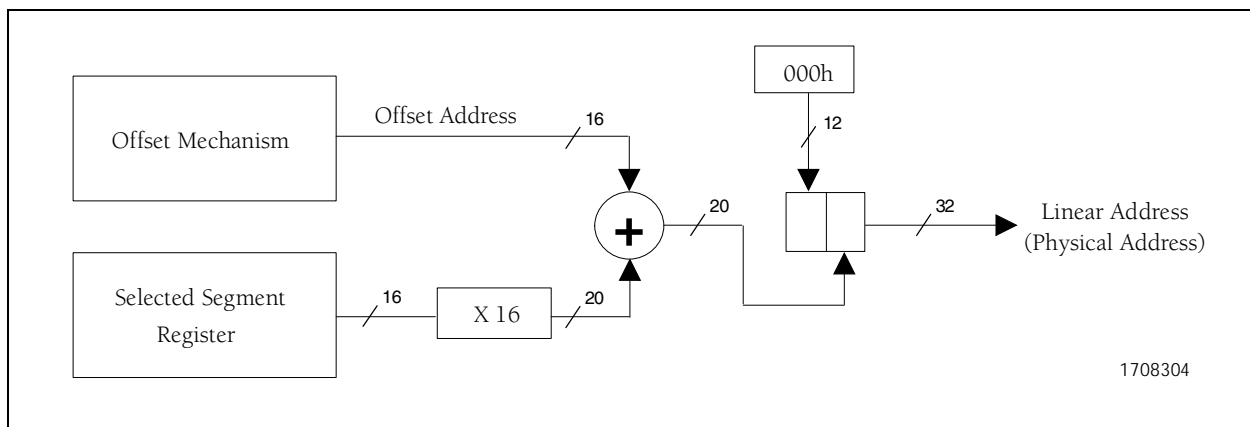 000h
12
Offset Mechanism
Offset Address
16
+
20
32
Linear Address
(Physical Address)
Selected Segment
Register
16
X 16
20
1708304